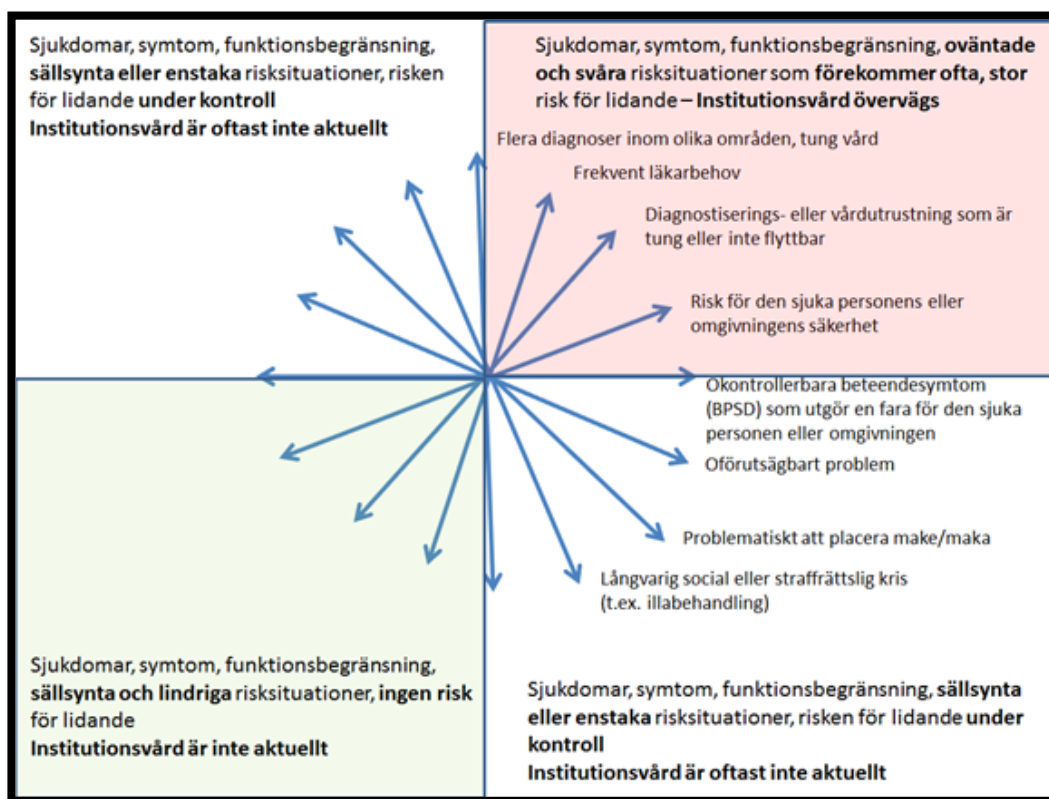 Sjukdomar, symtom, funktionsbegränsning,
sällsynta eller enstaka risksituationer, risken
för lidande under kontroll
Institutionsvård är oftast inte aktuellt
Sjukdomar, symtom, funktionsbegränsning, oväntade
och svåra risksituationer som förekommer ofta, stor
risk för lidande – Institutionsvård övervägs
Flera diagnoser inom olika områden, tung vård
Frekvent läkarbehov
Diagnostiserings- eller vårdutrustning som är
tung eller inte flyttbar
Risk för den sjuka personens eller
omgivningens säkerhet
Okontrollerbara beteendesymtom
(BPSD) som utgör en fara för den sjuka
personen eller omgivningen
Oförutsägbart problem
Problematiskt att placera make/maka
Långvarig social eller straffrättslig kris
(t.ex. illabehandling)
Sjukdomar, symtom, funktionsbegränsning,
sällsynta och lindriga risksituationer, ingen risk
för lidande
Institutionsvård är inte aktuellt
Sjukdomar, symtom, funktionsbegränsning, sällsynta
eller enstaka risksituationer, risken för lidande under
kontroll
Institutionsvård är oftast inte aktuellt